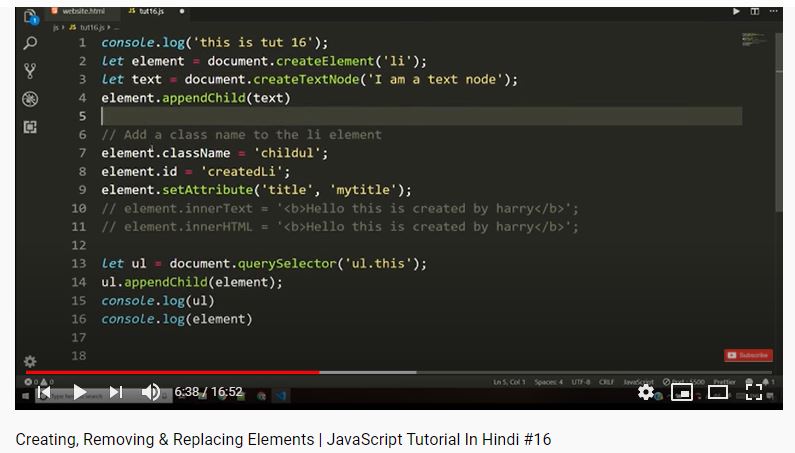 website.html
JS tut16.js
js > JS tut16.js > ...
1 console.log('this is tut 16');
2 let element = document.createElement('li');
3 let text = document.createTextNode('I am a text node');
4 element.appendChild(text)
5
6 // Add a class name to the li element
7 element.className = 'childul';
8 element.id = 'createdLi';
9 element.setAttribute('title', 'mytitle');
10 // element.innerText = '<b>Hello this is created by harry</b>';
11 // element.innerHTML = '<b>Hello this is created by harry</b>';
12
13 let ul = document.querySelector('ul.this');
14 ul.appendChild(element);
15 console.log(ul)
16 console.log(element)
17
18
Subscribe
Ln 5, Col 1 Spaces: 4 UTF-8 CRLF JavaScript Prettier 1
6:38 / 16:52
Creating, Removing & Replacing Elements | JavaScript Tutorial In Hindi #16